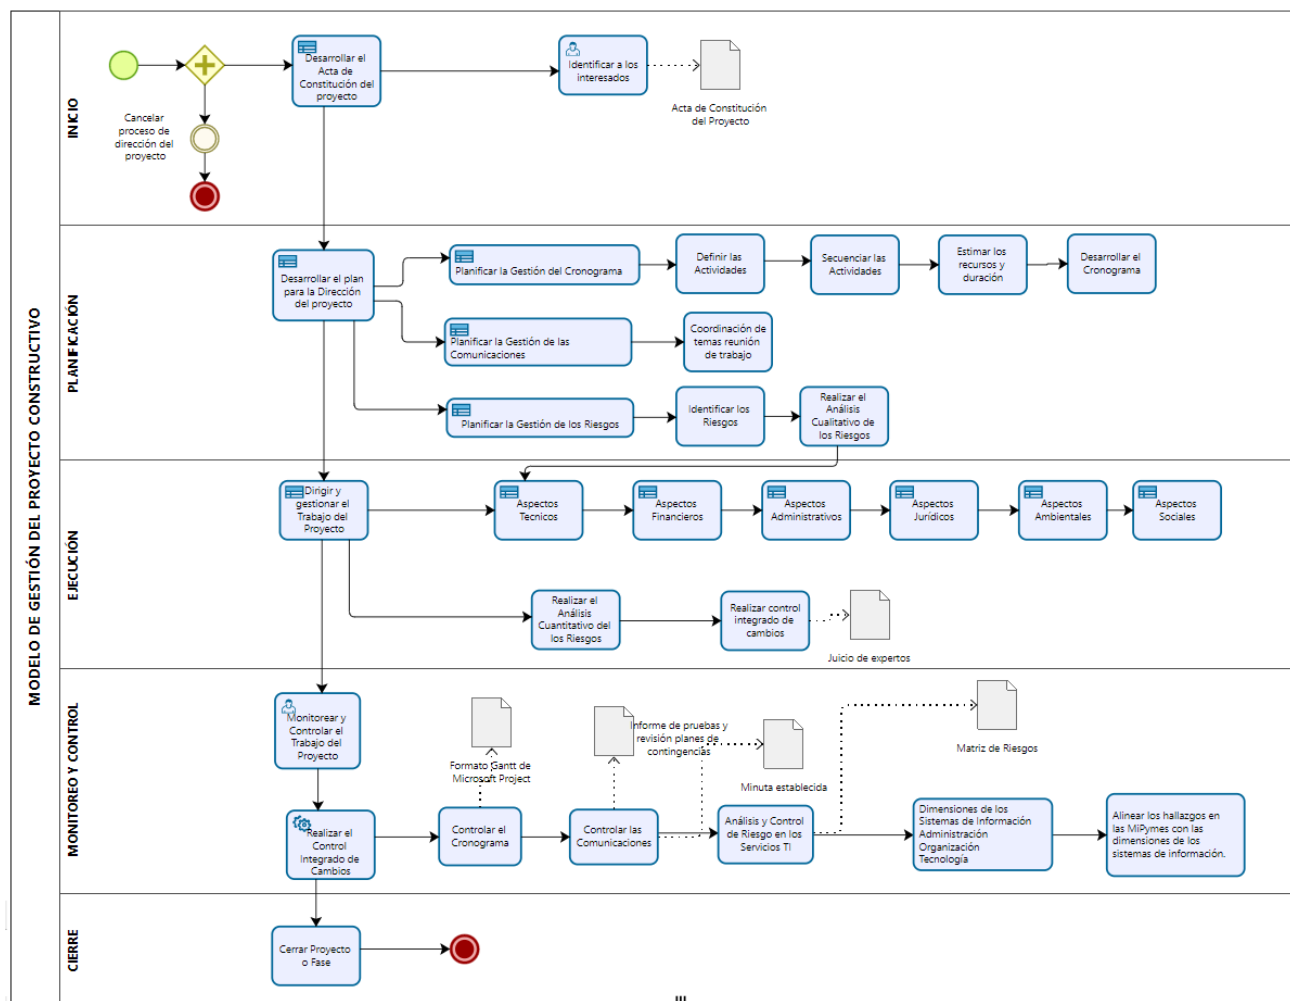 MODELO DE GESTIÓN DEL PROYECTO CONSTRUCTIVO
INICIO
Cancelar
proceso de
dirección del
proyecto
Desarrollar el
Acta de
Constitución del
proyecto
Identificar a los
interesados
Acta de Constitución
del Proyecto
PLANIFICACIÓN
Desarrollar el plan
para la Dirección
del proyecto
Planificar la Gestión del Cronograma
Definir las
Actividades
Secuenciar las
Actividades
Estimar los
recursos y
duración
Desarrollar el
Cronograma
Planificar la Gestión de las
Comunicaciones
Coordinación de
temas reunión
de trabajo
Planificar la Gestión de los Riesgos
Identificar los
Riesgos
Realizar el
Análisis
Cualitativo de
los Riesgos
EJECUCIÓN
Dirigir y
gestionar el
Trabajo del
Proyecto
Aspectos
Tecnicos
Aspectos
Financieros
Aspectos
Administrativos
Aspectos
Jurídicos
Aspectos
Ambientales
Aspectos
Sociales
Realizar el
Análisis
Cuantitativo del
los Riesgos
Realizar control
integrado de
cambios
Juicio de expertos
MONITOREO Y CONTROL
Monitorear y
Controlar el
Trabajo del
Proyecto
Formato Gantt de
Microsoft Project
Informe de pruebas y
revisión planes de
contingencias
Minuta establecida
Matriz de Riesgos
Realizar el
Control
Integrado de
Cambios
Controlar el
Cronograma
Controlar las
Comunicaciones
Análisis y Control
de Riesgo en los
Servicios TI
Dimensiones de los
Sistemas de Información
Administración
Organización
Tecnología
Alinear los hallazgos en
las MiPymes con las
dimensiones de los
sistemas de información.
CIERRE
Cerrar Proyecto
o Fase